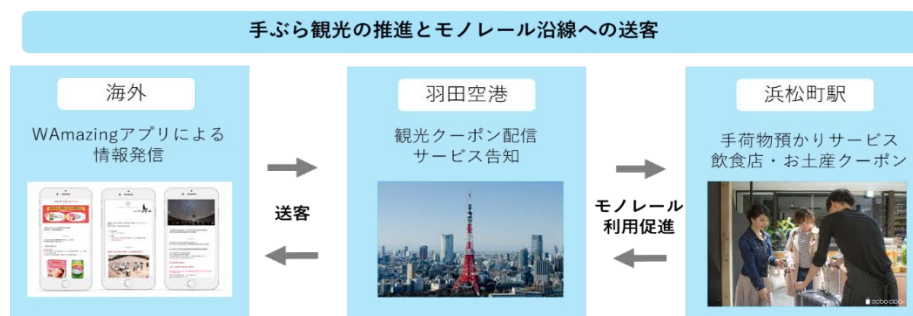 手ぶら観光の推進とモノレール沿線への送客
海外
WAmazingアプリによる
情報発信
送客
羽田空港
観光クーポン配信
サービス告知
モノレール
利用促進
浜松町駅
手荷物預かりサービス
飲食店・お土産クーポン